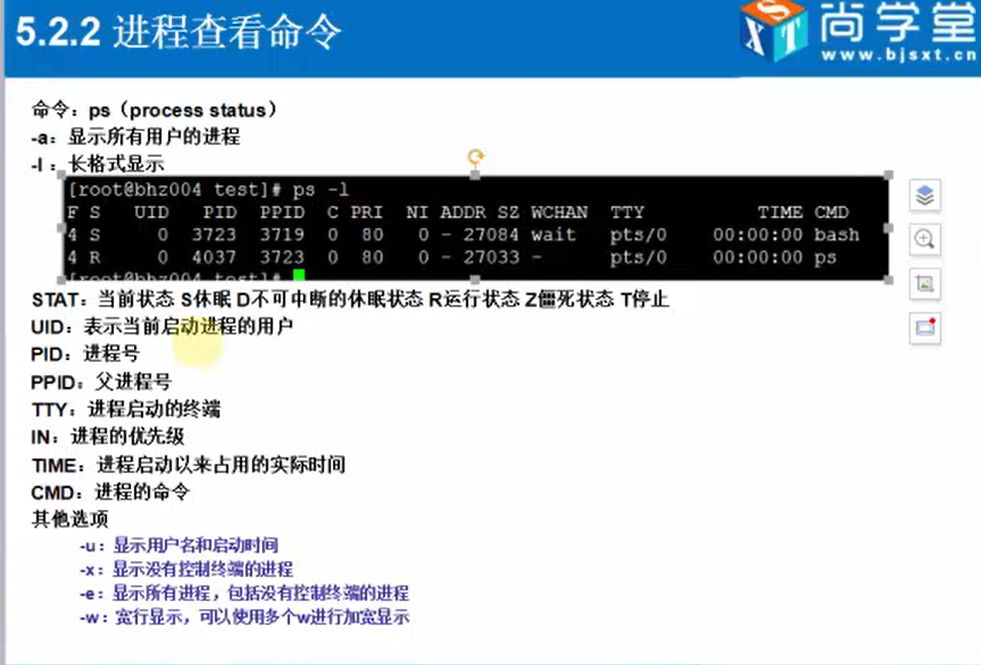 5.2.2 进程查看命令
尚学堂
www.bjsxt.cn
命令：ps（process status）
-a：显示所有用户的进程
-l：长格式显示
[root@bhz004 test]# ps -l
F S UID PID PPID C PRI NI ADDR SZ WCHAN TTY TIME CMD
4 S 0 3723 3719 0 80 0 - 27084 wait pts/0 00:00:00 bash
4 R 0 4037 3723 0 80 0 - 27033 - pts/0 00:00:00 ps
[root@bhz004 test]#
STAT：当前状态 S休眠 D不可中断的休眠状态 R运行状态 Z僵死状态 T停止
UID：表示当前启动进程的用户
PID：进程号
PPID：父进程号
TTY：进程启动的终端
IN：进程的优先级
TIME：进程启动以来占用的实际时间
CMD：进程的命令
其他选项
-u：显示用户名和启动时间
-x：显示没有控制终端的进程
-e：显示所有进程，包括没有控制终端的进程
-w：宽行显示，可以使用多个w进行加宽显示